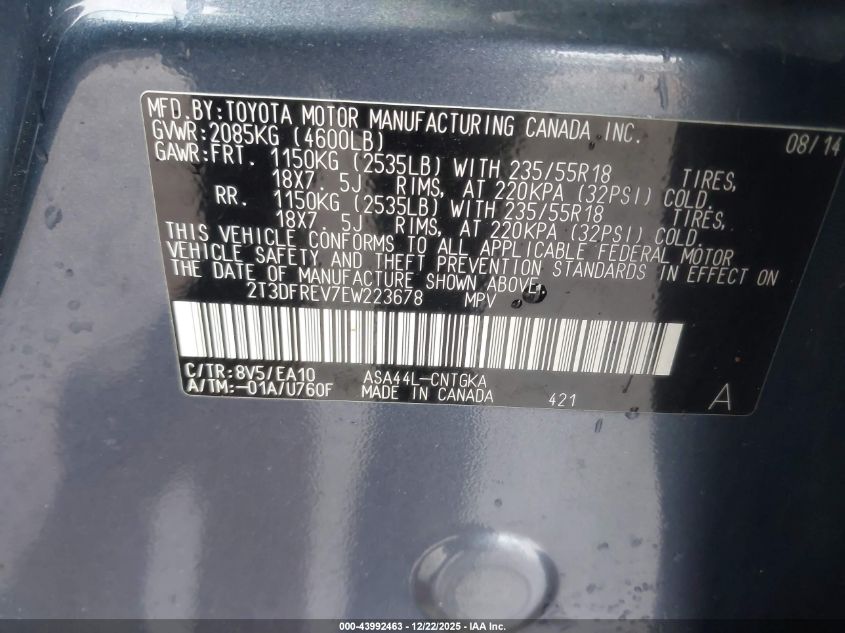 MFD.BY:TOYOTA MOTOR MANUFACTURING CANADA INC. 08/14
GVWR:2085KG (4600LB)
GAWR:FRT. 1150KG (2535LB) WITH 235/55R18 TIRES,
18X7. 5J RIMS, AT 220KPA (32PSI) COLD.
RR. 1150KG (2535LB) WITH 235/55R18 TIRES,
18X7. 5J RIMS, AT 220KPA (32PSI) COLD.
THIS VEHICLE CONFORMS TO ALL APPLICABLE FEDERAL MOTOR
VEHICLE SAFETY AND THEFT PREVENTION STANDARDS IN EFFECT ON
THE DATE OF MANUFACTURE SHOWN ABOVE.
2T3DFREV7EW223678 MPV
C/TR:8V5/EA10 ASA44L-CNTGKA
A/TM:-01A/U760F MADE IN CANADA 421 A
000-43992463 - 12/22/2025 - IAA Inc.